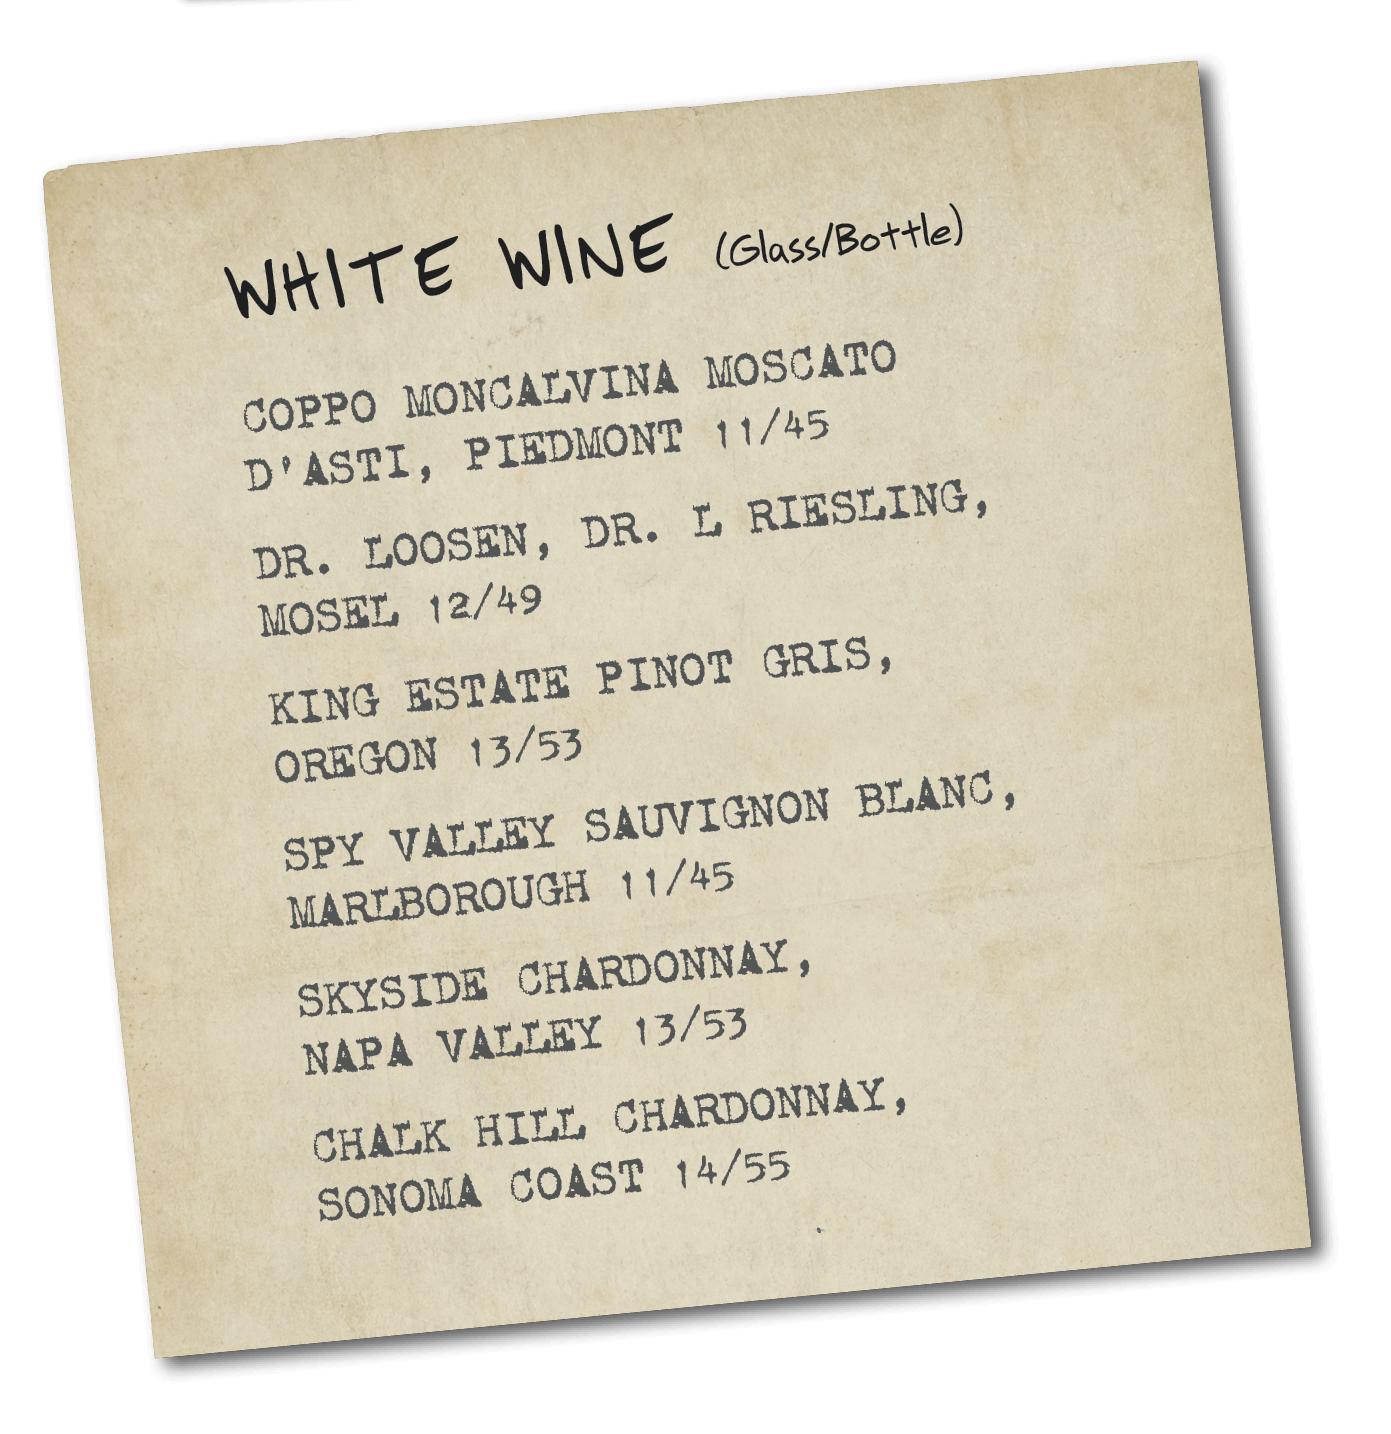 WHITE WINE (Glass/Bottle)
COPPO MONCALVINA MOSCATO
D'ASTI, PIEDMONT 11/45
DR. LOOSEN, DR. L RIESLING,
MOSEL 12/49
KING ESTATE PINOT GRIS,
OREGON 13/53
SPY VALLEY SAUVIGNON BLANC,
MARLBOROUGH 11/45
SKYSIDE CHARDONNAY,
NAPA VALLEY 13/53
CHALK HILL CHARDONNAY,
SONOMA COAST 14/55